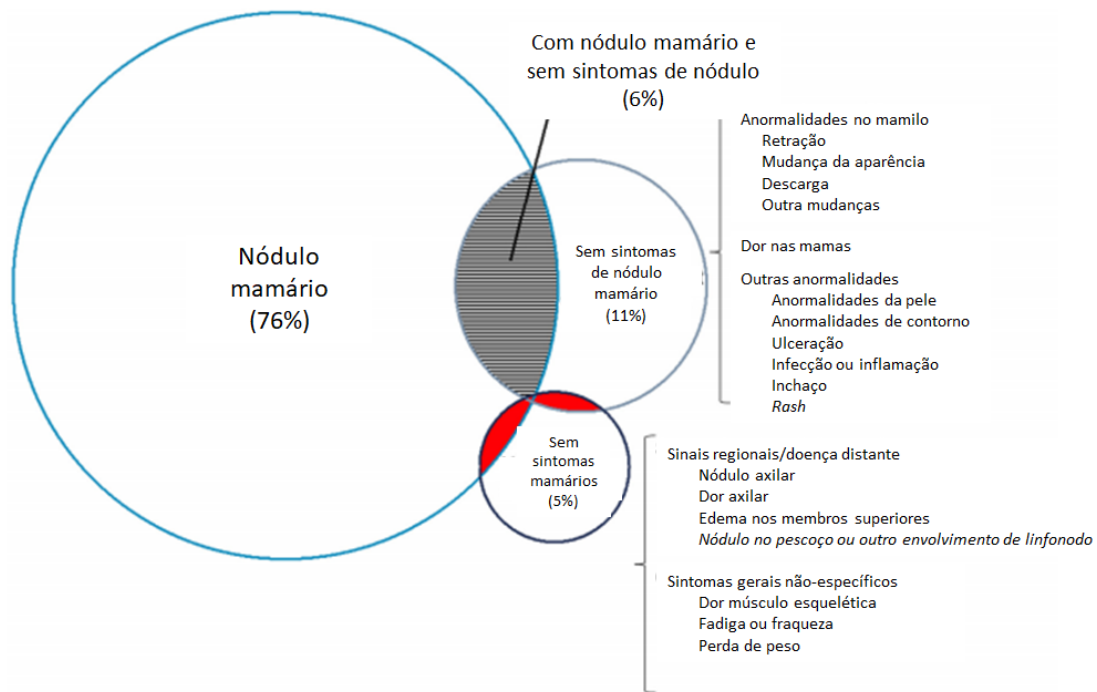 Com nódulo mamário e
sem sintomas de nódulo
(6%)
Nódulo
mamário
(76%)
Sem sintomas
de nódulo
mamário
(11%)
Sem
sintomas
mamários
(5%)
Anormalidades no mamilo
Retração
Mudança da aparência
Descarga
Outra mudanças
Dor nas mamas
Outras anormalidades
Anormalidades da pele
Anormalidades de contorno
Ulceração
Infecção ou inflamação
Inchaço
Rash
Sinais regionais/doença distante
Nódulo axilar
Dor axilar
Edema nos membros superiores
Nódulo no pescoço ou outro envolvimento de linfonodo
Sintomas gerais não-específicos
Dor músculo esquelética
Fadiga ou fraqueza
Perda de peso